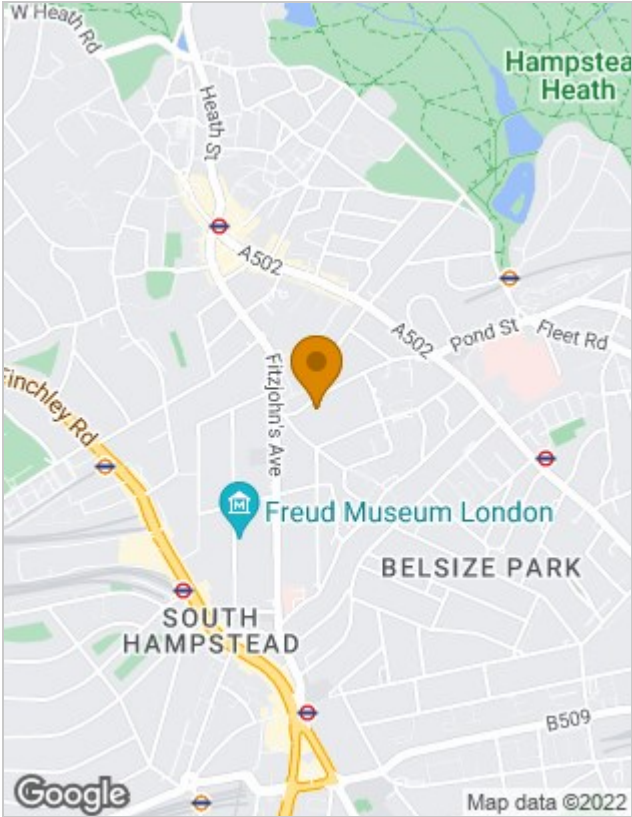 W Heath Rd
Hampstea
Heath
Heath St
A502
A502
Pond St
Fleet Rd
Finchley Rd
Fitzjohn's Ave
M
Freud Museum London
BELSIZE PARK
SOUTH
HAMPSTEAD
B509
Google
Map data ©2022